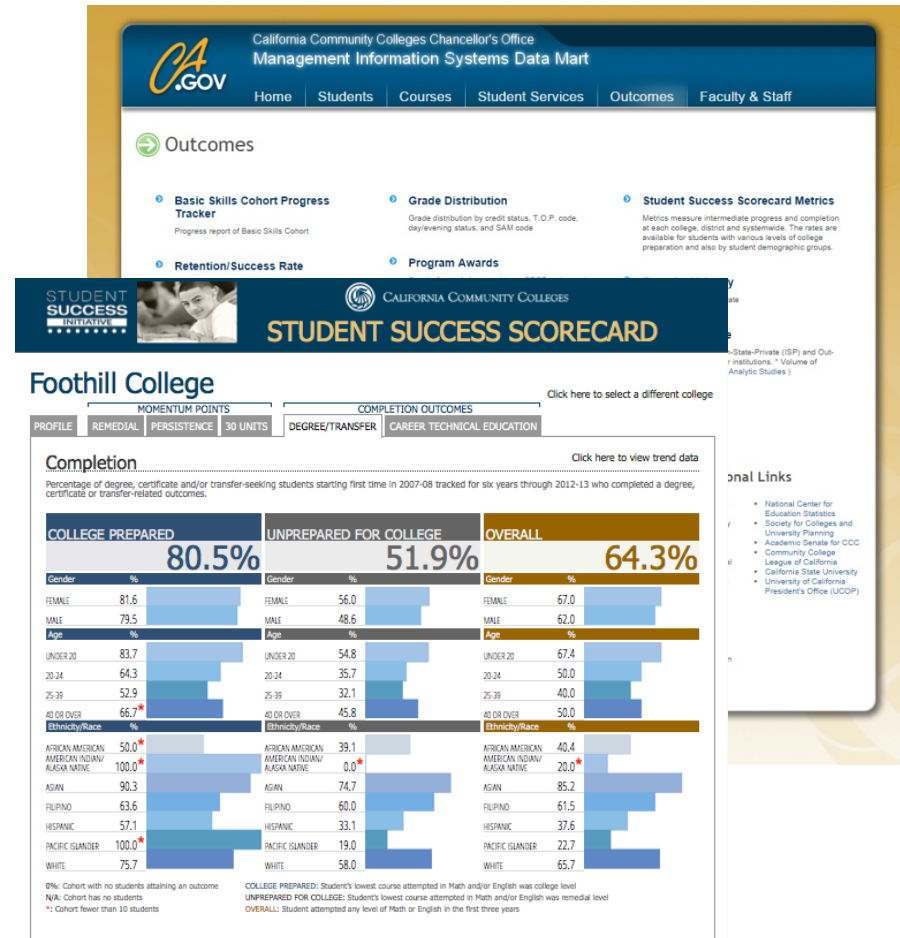 California Community Colleges Chancellor's Office
Management Information Systems Data Mart
CA
.GOV
Home Students Courses Student Services Outcomes Faculty & Staff
Outcomes
Basic Skills Cohort Progress
Tracker
Progress report of Basic Skills Cohort
Retention/Success Rate
Grade Distribution
Grade distribution by credit status, T.O.P. code,
day/evening status, and SAM code
Program Awards
Student Success Scorecard Metrics
Metrics measure intermediate progress and completion
at each college, district and systemwide. The rates are
available for students with various levels of college
preparation and also by student demographic groups.
y
ate
e
n-State-Private (ISP) and Out-
r institutions. * Volume of
Analytic Studies )
onal Links
National Center for
Education Statistics
Society for Colleges and
University Planning
Academic Senate for CCC
Community College
League of California
California State University
University of California
President's Office (UCOP)
STUDENT
SUCCESS
INITIATIVE
CALIFORNIA COMMUNITY COLLEGES
STUDENT SUCCESS SCORECARD
Foothill College
Click here to select a different college
MOMENTUM POINTS COMPLETION OUTCOMES
PROFILE REMEDIAL PERSISTENCE 30 UNITS DEGREE/TRANSFER CAREER TECHNICAL EDUCATION
Completion
Click here to view trend data
Percentage of degree, certificate and/or transfer-seeking students starting first time in 2007-08 tracked for six years through 2012-13 who completed a degree,
certificate or transfer-related outcomes.
COLLEGE PREPARED UNPREPARED FOR COLLEGE OVERALL
80.5% 51.9% 64.3%
Gender % Gender % Gender %
FEMALE 81.6 FEMALE 56.0 FEMALE 67.0
MALE 79.5 MALE 48.6 MALE 62.0
Age % Age % Age %
UNDER 20 83.7 UNDER 20 54.8 UNDER 20 67.4
20-24 64.3 20-24 35.7 20-24 50.0
25-39 52.9 25-39 32.1 25-39 40.0
40 OR OVER 66.7* 40 OR OVER 45.8 40 OR OVER 50.0
Ethnicity/Race % Ethnicity/Race % Ethnicity/Race %
AFRICAN AMERICAN 50.0* AFRICAN AMERICAN 39.1 AFRICAN AMERICAN 40.4
AMERICAN INDIAN/ AMERICAN INDIAN/ AMERICAN INDIAN/
ALASKA NATIVE 100.0* ALASKA NATIVE 0.0* ALASKA NATIVE 20.0*
ASIAN 90.3 ASIAN 74.7 ASIAN 85.2
FILIPINO 63.6 FILIPINO 60.0 FILIPINO 61.5
HISPANIC 57.1 HISPANIC 33.1 HISPANIC 37.6
PACIFIC ISLANDER 100.0* PACIFIC ISLANDER 19.0 PACIFIC ISLANDER 22.7
WHITE 75.7 WHITE 58.0 WHITE 65.7
0%: Cohort with no students attaining an outcome
N/A: Cohort has no students
*: Cohort fewer than 10 students
COLLEGE PREPARED: Student's lowest course attempted in Math and/or English was college level
UNPREPARED FOR COLLEGE: Student's lowest course attempted in Math and/or English was remedial level
OVERALL: Student attempted any level of Math or English in the first three years